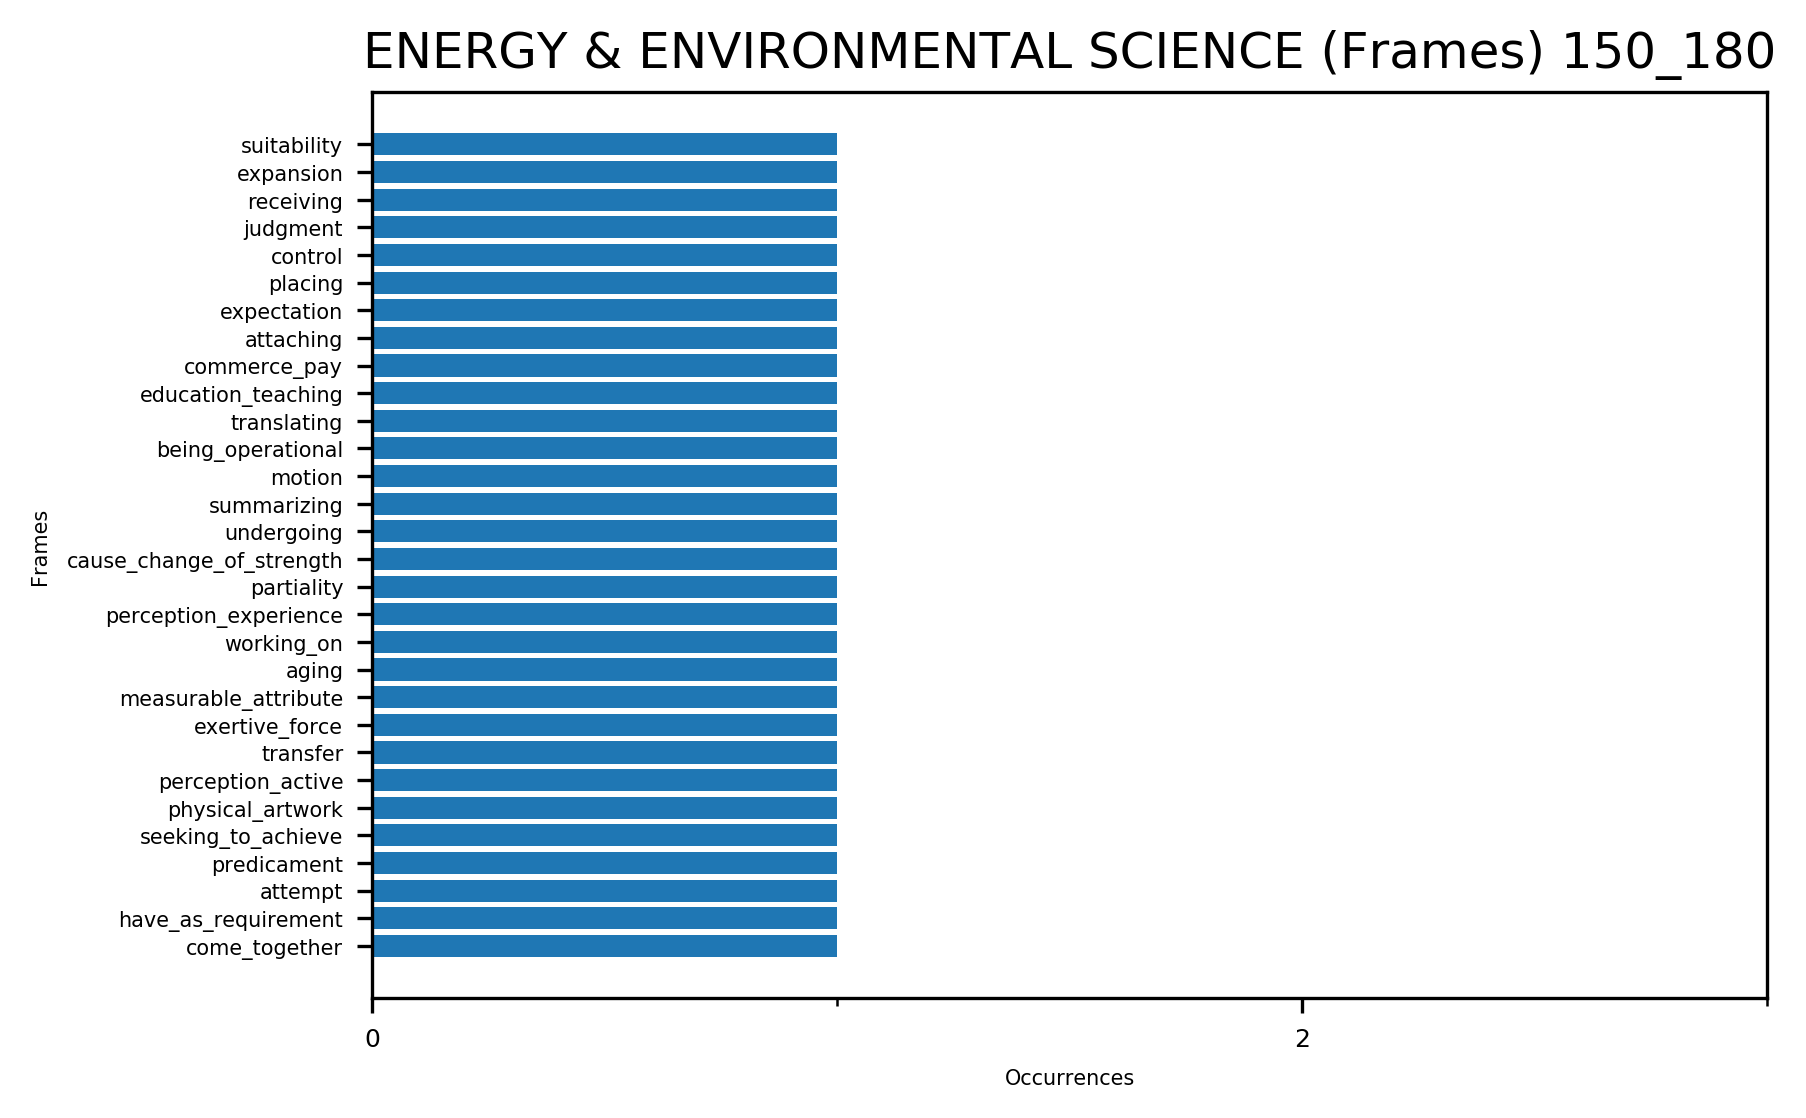 ENERGY & ENVIRONMENTAL SCIENCE (Frames) 150_180
suitability
expansion
receiving
judgment
control
placing
expectation
attaching
commerce_pay
education_teaching
translating
being_operational
motion
summarizing
undergoing
cause_change_of_strength
partiality
perception_experience
working_on
aging
measurable_attribute
exertive_force
transfer
perception_active
physical_artwork
seeking_to_achieve
predicament
attempt
have_as_requirement
come_together
Frames
0
2
Occurrences